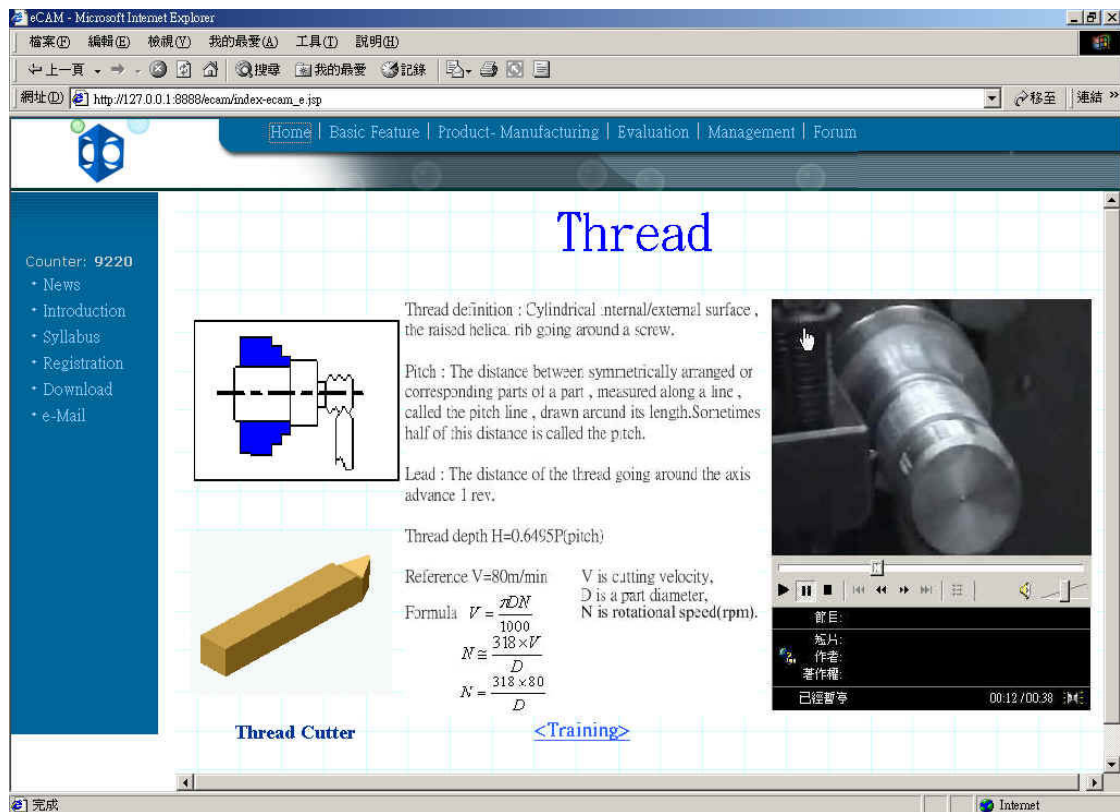 eCAM - Microsoft Internet Explorer
檔案(F) 編輯(E) 檢視(V) 我的最愛(A) 工具(T) 說明(H)
上一頁 搜尋 我的最愛 記錄
網址(D) http://127.0.0.1:8888/ecam/index-ecam_e.jsp 移至 連結 »
Home | Basic Feature | Product- Manufacturing | Evaluation | Management | Forum
Counter: 9220
• News
• Introduction
• Syllabus
• Registration
• Download
• e-Mail
Thread
Thread definition : Cylindrical internal/external surface ,
the raised helical rib going around a screw.
Pitch : The distance between symmetrically arranged or
corresponding parts of a part , measured along a line ,
called the pitch line , drawn around its length.Sometimes
half of this distance is called the pitch.
Lead : The distance of the thread going around the axis
advance 1 rev.
Thread depth H=0.6495P(pitch)
Reference V=80m/min
Formula V = πDN / 1000
N ≅ 318×V / D
N = 318×80 / D
V is cutting velocity,
D is a part diameter,
N is rotational speed(rpm).
Thread Cutter
<Training>
節目:
短片:
作者:
著作權:
已經暫停 00:12 / 00:38
完成 Internet